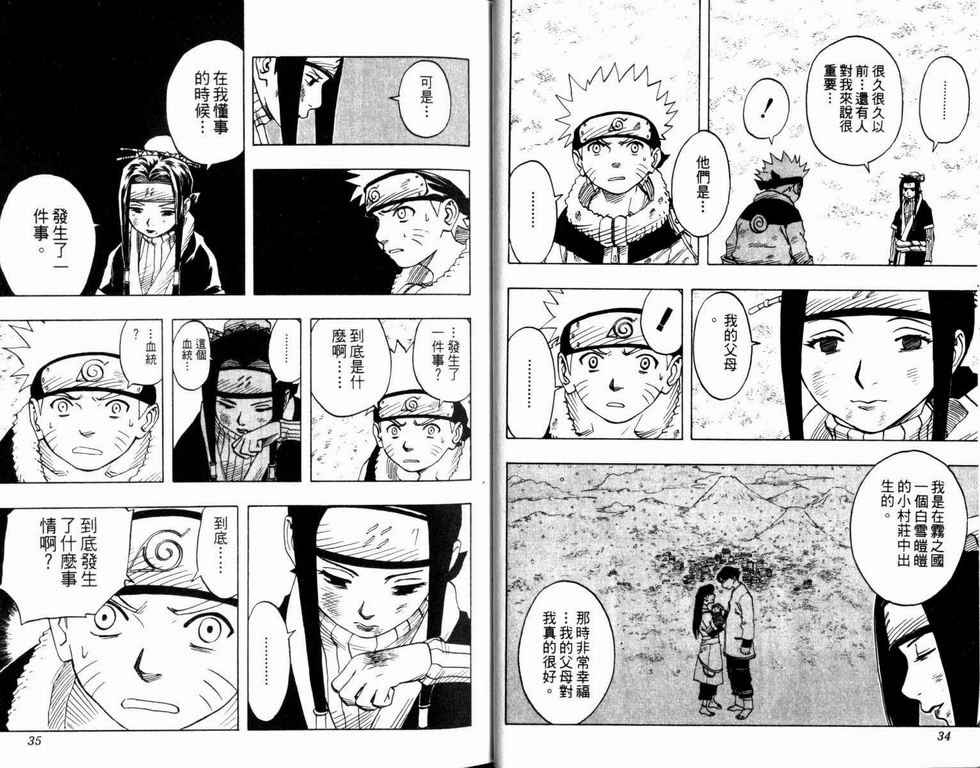 ………
很久很久以
前…還有人
對我來說很
重要…
！
他們是…
………
我的父母
。
！
………
我是在霧之國
一個白雪皚皚
的小村莊中出
生的。
那時非常幸福
…我的父母對
我真的很好。
34
可是…
在我懂事
的時候…
發生了一
件事。
…發生了
一件事？
到底是什
麼啊……
………
這個
血統…
…血統
？
………
到底……
到底發生
了什麼事
情啊？
35